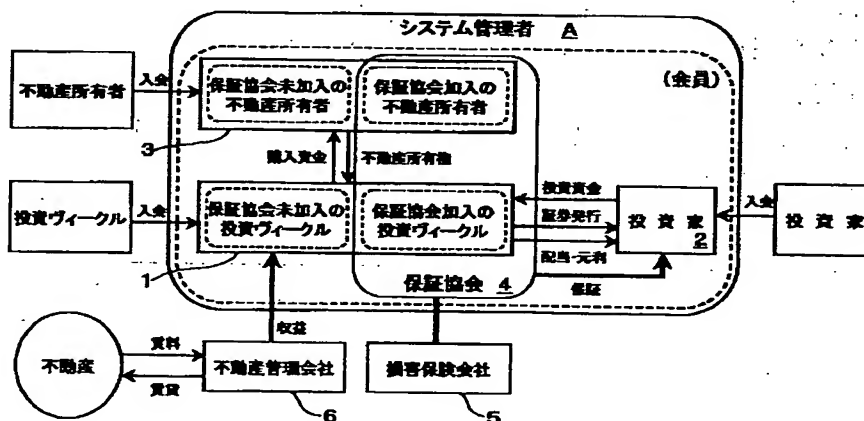 システム管理者 A
(会員)
不動産所有者
入会
保証協会未加入の
不動産所有者
保証協会加入の
不動産所有者
3
購入資金
不動産所有権
投資ヴィークル
入会
保証協会未加入の
投資ヴィークル
保証協会加入の
投資ヴィークル
投資資金
証券発行
配当・元利
保証
投資家
2
入会
投資家
1
保証協会 4
収益
不動産
賃料
賃貸
不動産管理会社
6
損害保険会社
5